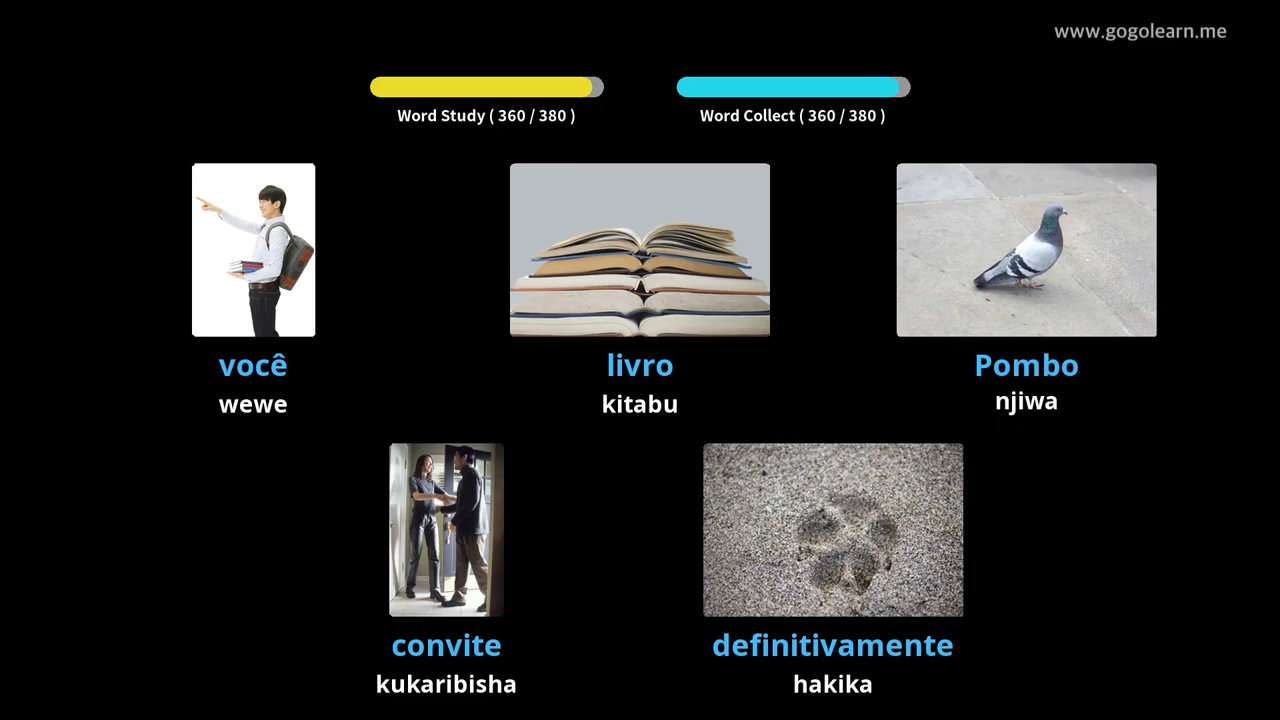 www.gogolearn.me
Word Study ( 360 / 380 )
Word Collect ( 360 / 380 )
você
wewe
livro
kitabu
Pombo
njiwa
convite
kukaribisha
definitivamente
hakika